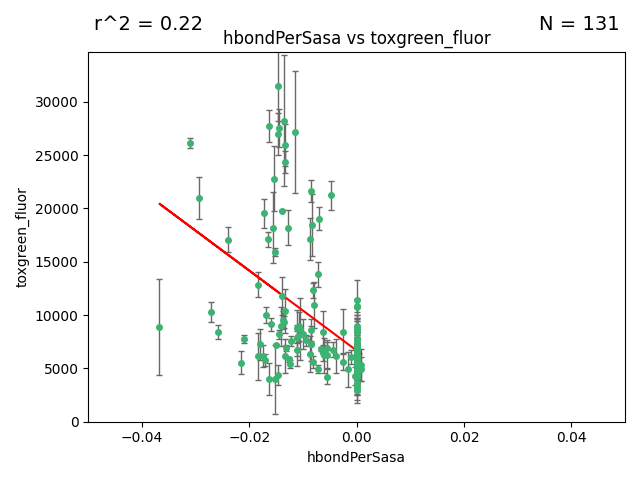 r^2 = 0.22
N = 131
hbondPerSasa vs toxgreen_fluor
30000
25000
20000
15000
10000
5000
0
toxgreen_fluor
−0.04
−0.02
0.00
0.02
0.04
hbondPerSasa